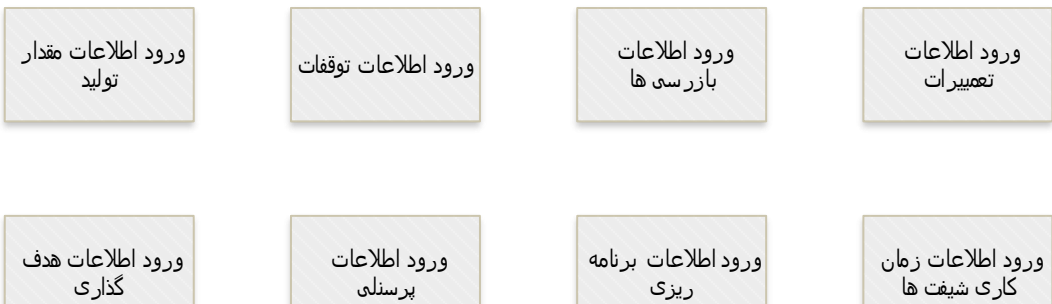 ورود اطلاعات
تعمییرات
ورود اطلاعات
بازرسی ها
ورود اطلاعات توقفات
ورود اطلاعات مقدار
تولید
ورود اطلاعات زمان
کاری شیفت ها
ورود اطلاعات برنامه
ریزی
ورود اطلاعات
پرسنلی
ورود اطلاعات هدف
گذاری